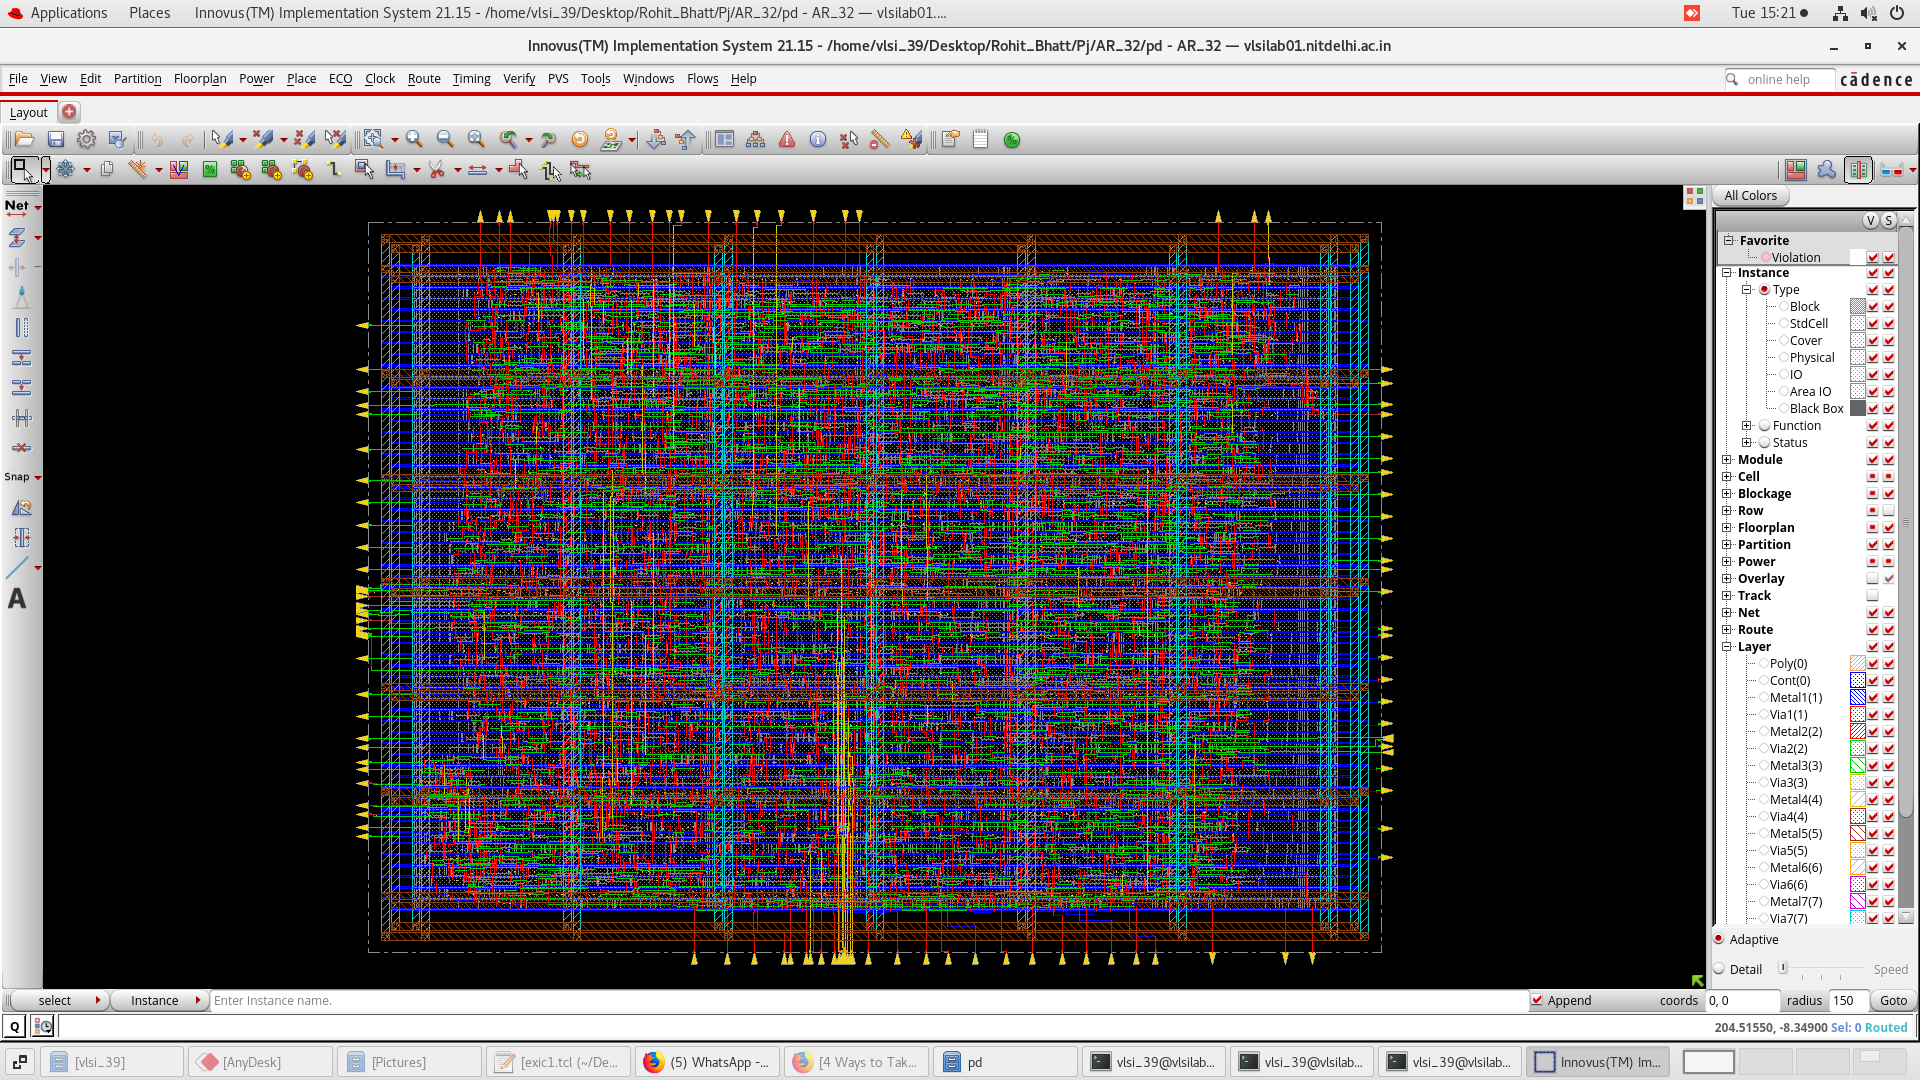 Applications Places Innovus(TM) Implementation System 21.15 - /home/vlsi_39/Desktop/Rohit_Bhatt/Pj/AR_32/pd - AR_32 — vlsilab01.... Tue 15:21
Innovus(TM) Implementation System 21.15 - /home/vlsi_39/Desktop/Rohit_Bhatt/Pj/AR_32/pd - AR_32 — vlsilab01.nitdelhi.ac.in
File View Edit Partition Floorplan Power Place ECO Clock Route Timing Verify PVS Tools Windows Flows Help online help cādence
Layout
Net
Snap
A
All Colors
V S
Favorite
Violation
Instance
Type
Block
StdCell
Cover
Physical
IO
Area IO
Black Box
Function
Status
Module
Cell
Blockage
Row
Floorplan
Partition
Power
Overlay
Track
Net
Route
Layer
Poly(0)
Cont(0)
Metal1(1)
Via1(1)
Metal2(2)
Via2(2)
Metal3(3)
Via3(3)
Metal4(4)
Via4(4)
Metal5(5)
Via5(5)
Metal6(6)
Via6(6)
Metal7(7)
Via7(7)
Adaptive
Detail Speed
select Instance Enter Instance name. Append coords 0, 0 radius 150 Goto
Q 204.51550, -8.34900 Sel: 0 Routed
[vlsi_39] [AnyDesk] [Pictures] [exic1.tcl (~/De... (5) WhatsApp -... [4 Ways to Tak... pd vlsi_39@vlsilab... vlsi_39@vlsilab... vlsi_39@vlsilab... Innovus(TM) Im...